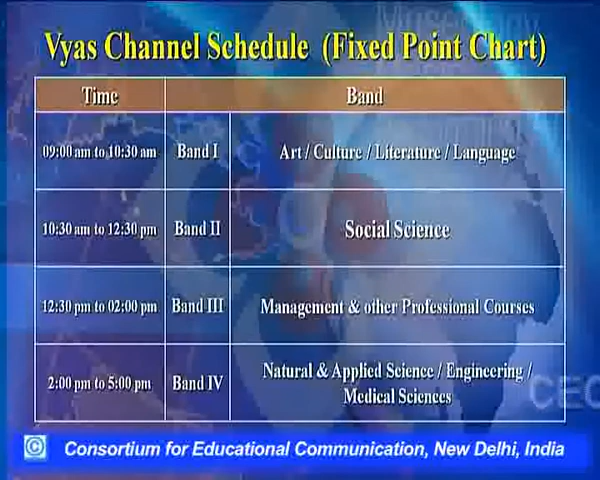 Museology
Vyas Channel Schedule (Fixed Point Chart)
Time Band
09:00 am to 10:30 am Band I Art / Culture / Literature / Language
10:30 am to 12:30 pm Band II Social Science
12:30 pm to 02:00 pm Band III Management & other Professional Courses
2:00 pm to 5:00 pm Band IV Natural & Applied Science / Engineering /
Medical Sciences
CEC
© Consortium for Educational Communication, New Delhi, India